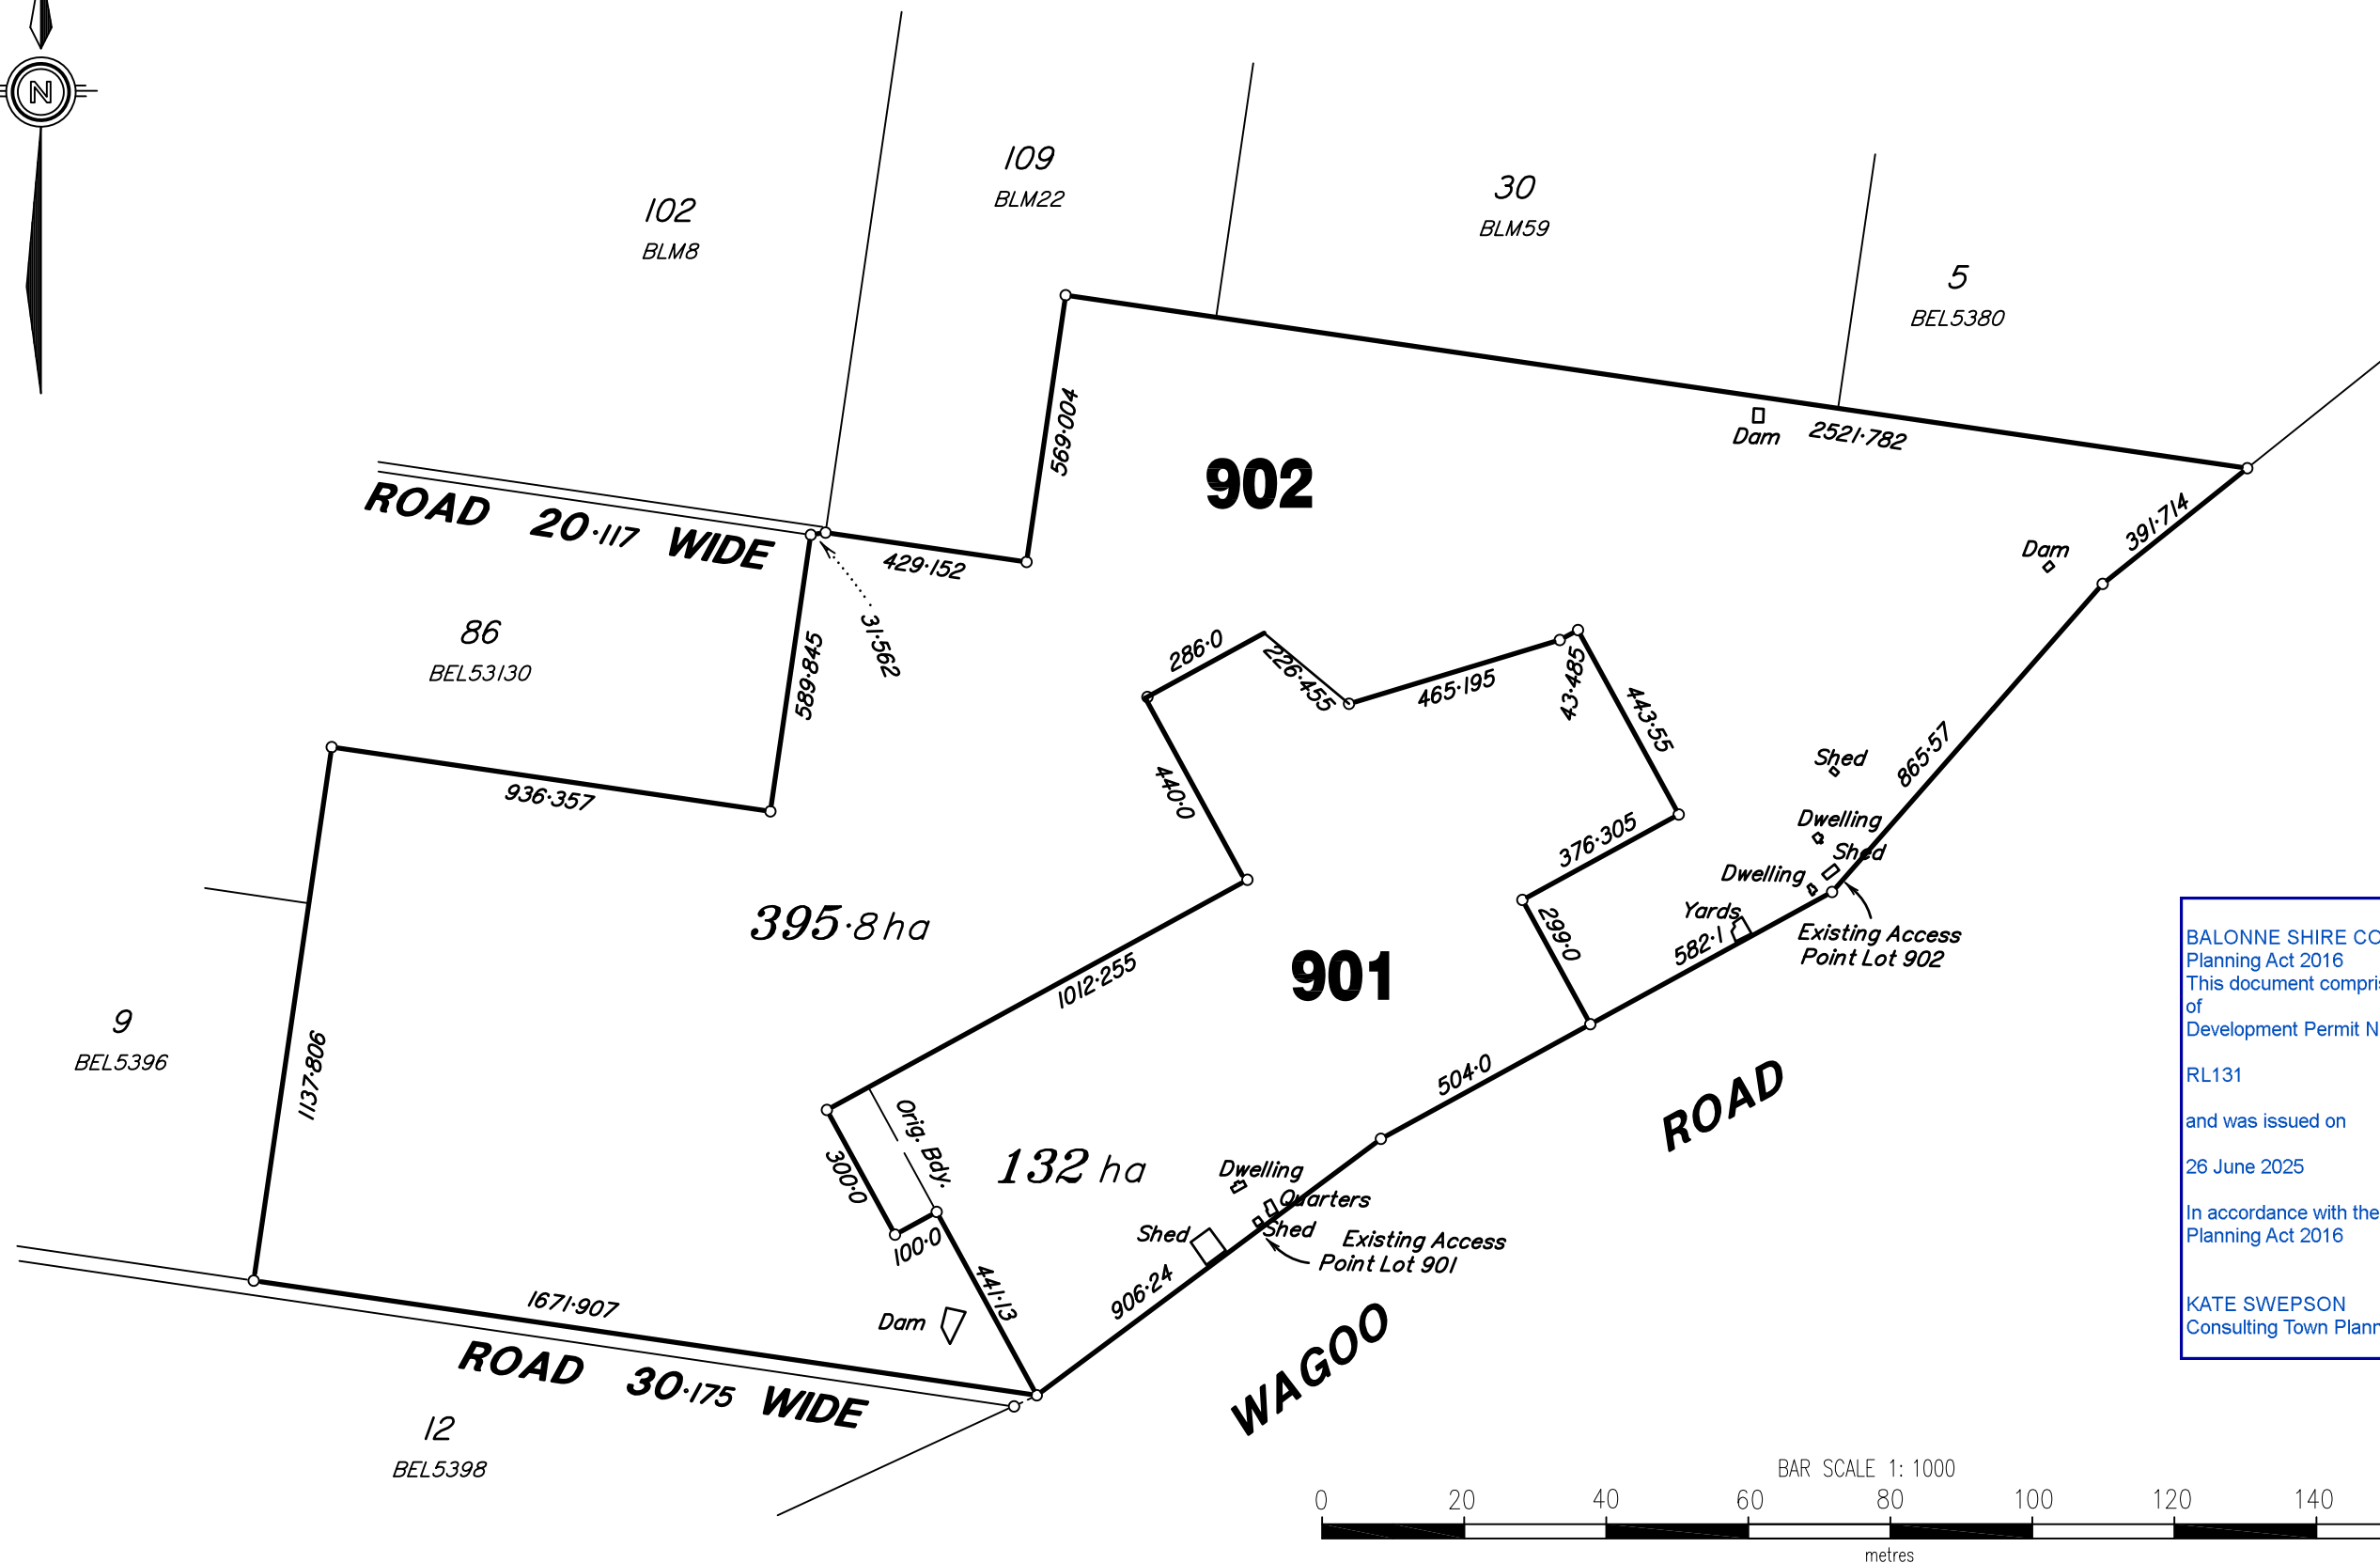 N
109
BLM22
30
BLM59
102
BLM8
5
BEL5380
569·004
Dam
2521·782
902
ROAD 20·117 WIDE
391·714
Dam
429·152
31·562
86
BEL53130
589·845
286·0
226·455
465·195
43·485
443·55
865·57
Shed
936·357
440·0
376·305
Dwelling
Shed
Dwelling
Yards
299·0
582·1
Existing Access
Point Lot 902
395·8 ha
901
1012·255
9
BEL5396
1137·806
504·0
ROAD
Orig. Bdy.
300·0
132 ha
Dwelling
Quarters
Shed
Shed
Existing Access
Point Lot 901
100·0
441·13
906·24
1671·907
Dam
WAGOO
ROAD 30·175 WIDE
12
BEL5398
BALONNE SHIRE CO
Planning Act 2016
This document compri
of
Development Permit N
RL131
and was issued on
26 June 2025
In accordance with the
Planning Act 2016
KATE SWEPSON
Consulting Town Plann
BAR SCALE 1: 1000
0 20 40 60 80 100 120 140
metres